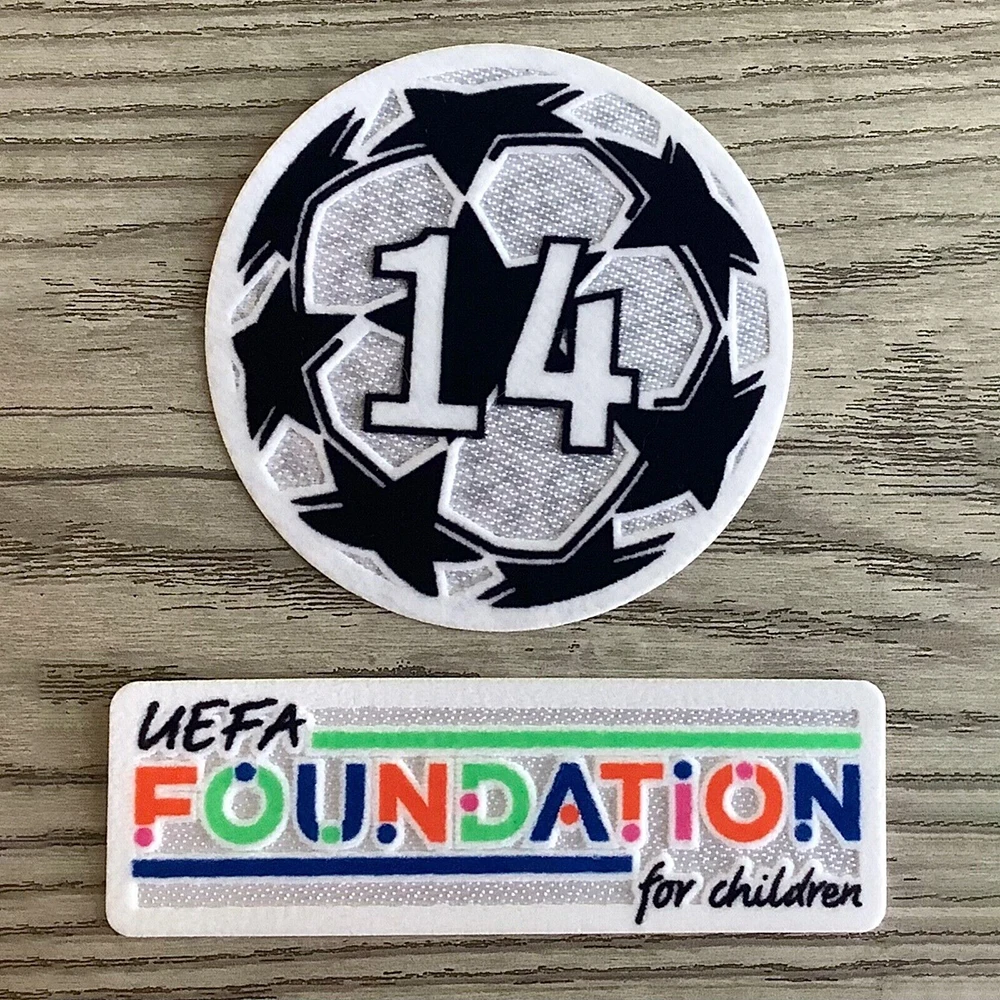 14
UEFA
FOUNDATION
for children